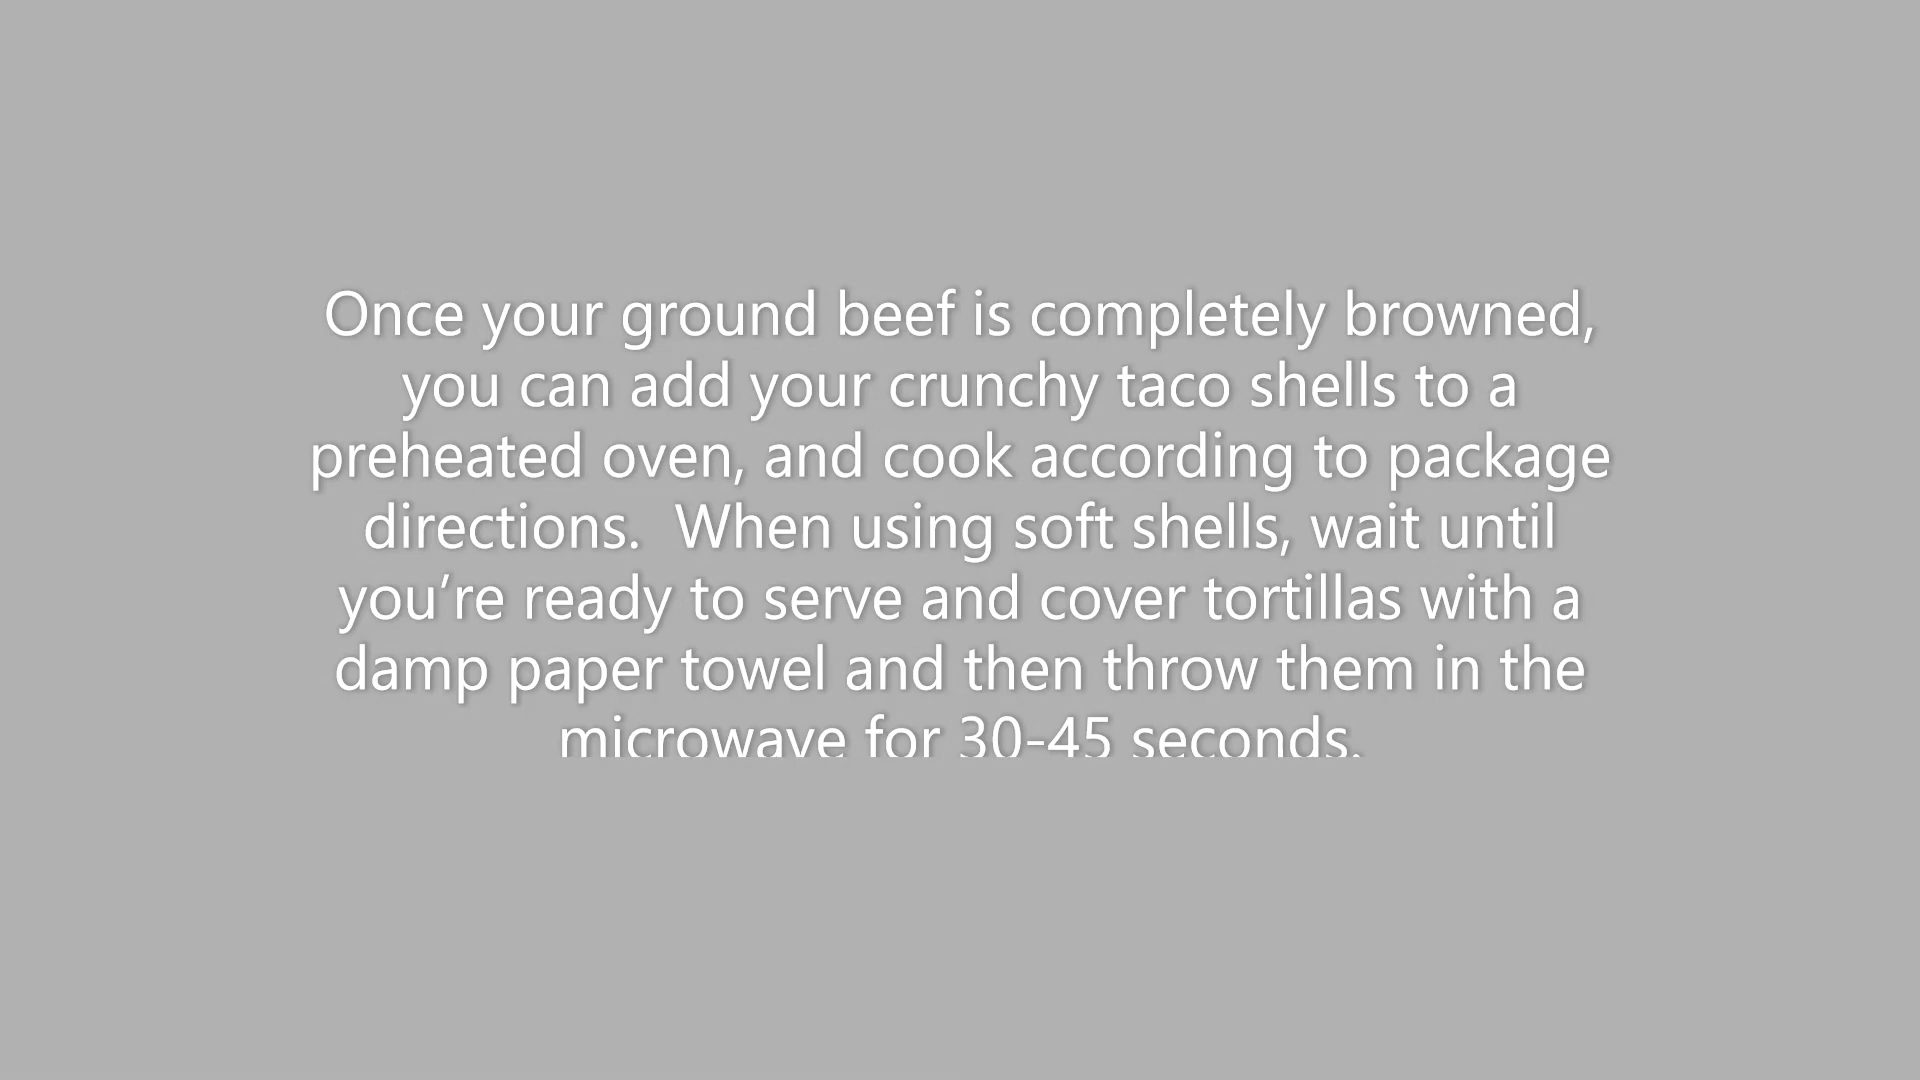 Once your ground beef is completely browned,
you can add your crunchy taco shells to a
preheated oven, and cook according to package
directions.  When using soft shells, wait until
you’re ready to serve and cover tortillas with a
damp paper towel and then throw them in the
microwave for 30-45 seconds.